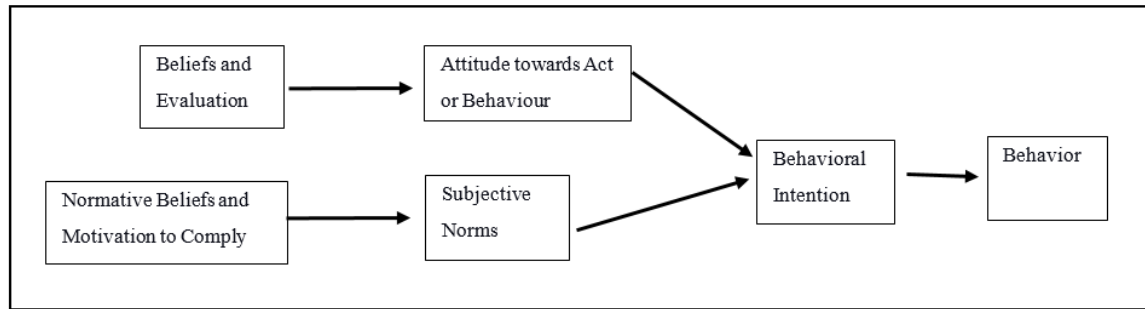 Beliefs and
Evaluation
Attitude towards Act
or Behaviour
Normative Beliefs and
Motivation to Comply
Subjective
Norms
Behavioral
Intention
Behavior